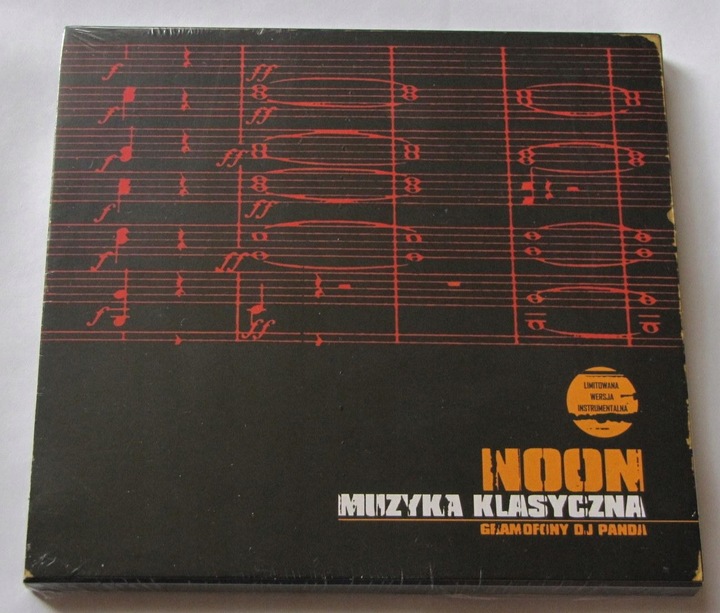 LIMITOWANA
WERSJA
INSTRUMENTALNA
NOON
MUZYKA KLASYCZNA
GRAMOFONY DJ PANDA